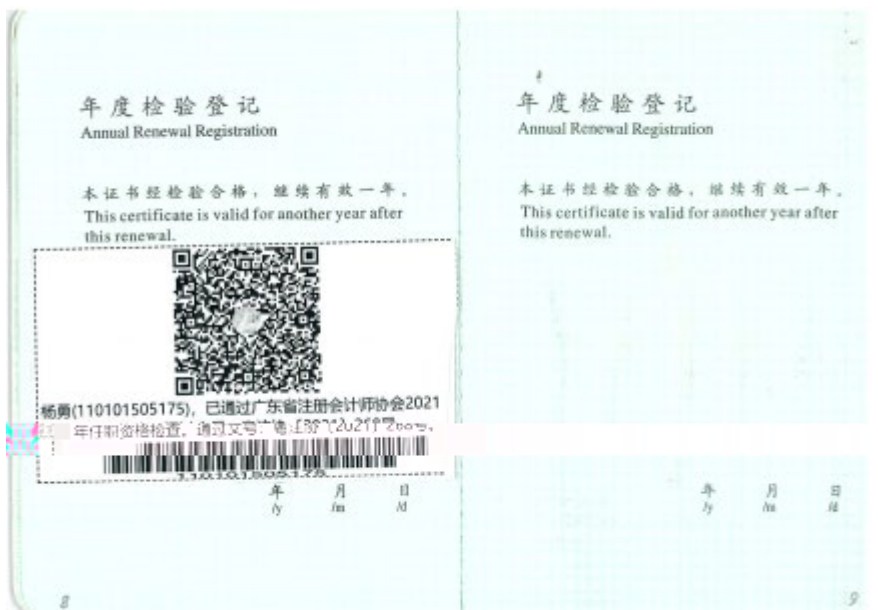 年度检验登记
Annual Renewal Registration
本证书经检验合格，继续有效一年。
This certificate is valid for another year after
this renewal.
杨勇(110101505175)，已通过广东省注册会计师协会2021
年任职资格检查，通过文号：
110101505175
年 月 日
/y /m /d
8
年度检验登记
Annual Renewal Registration
本证书经检验合格，继续有效一年。
This certificate is valid for another year after
this renewal.
年 月 日
/y /m /d
9